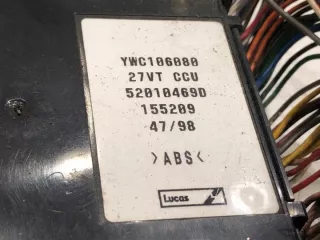 YWC106080
27VT CCU
52010469D
155209
47/98
>ABS<
Lucas